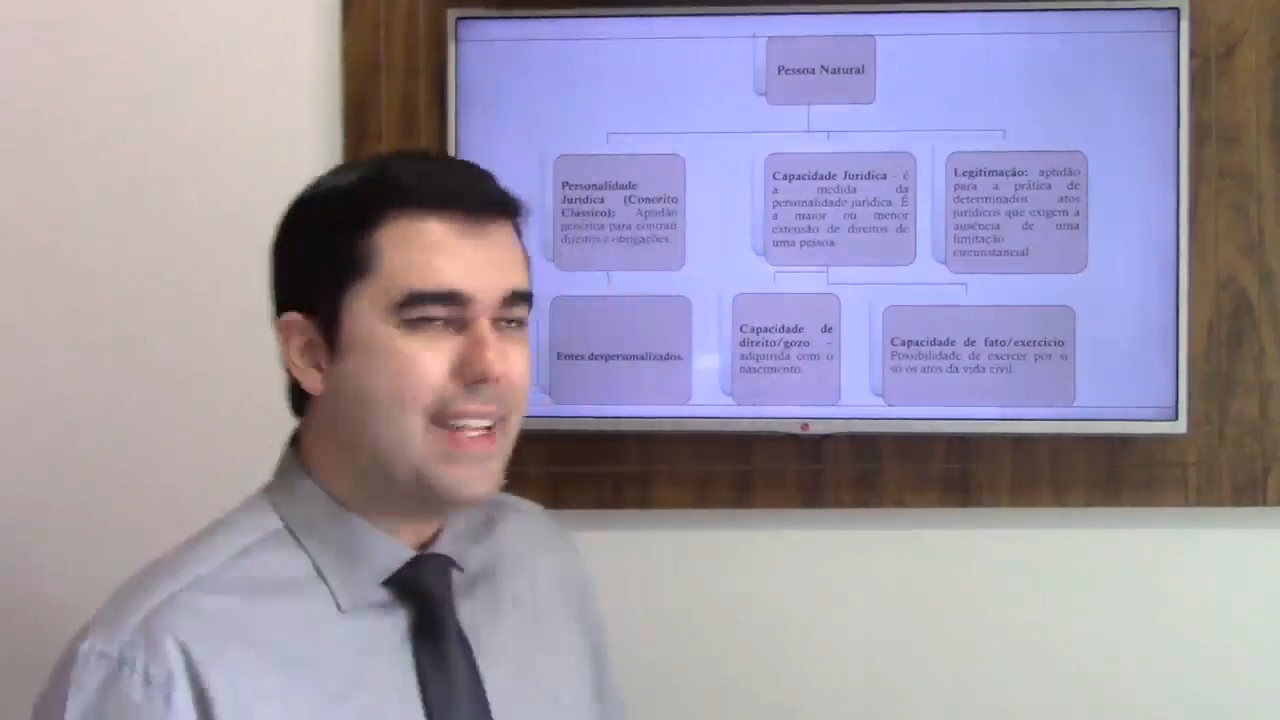 Pessoa Natural
Personalidade
Jurídica (Conceito
Clássico): Aptidão
genérica para contrair
direitos e obrigações.
Capacidade Jurídica – é
a medida da
personalidade jurídica. É
a maior ou menor
extensão de direitos de
uma pessoa
Legitimação: aptidão
para a prática de
determinados atos
jurídicos que exigem a
ausência de uma
limitação
circunstancial
Entes despersonalizados.
Capacidade de
direito/gozo –
adquirida com o
nascimento
Capacidade de fato/exercício
Possibilidade de exercer por si
só os atos da vida civil